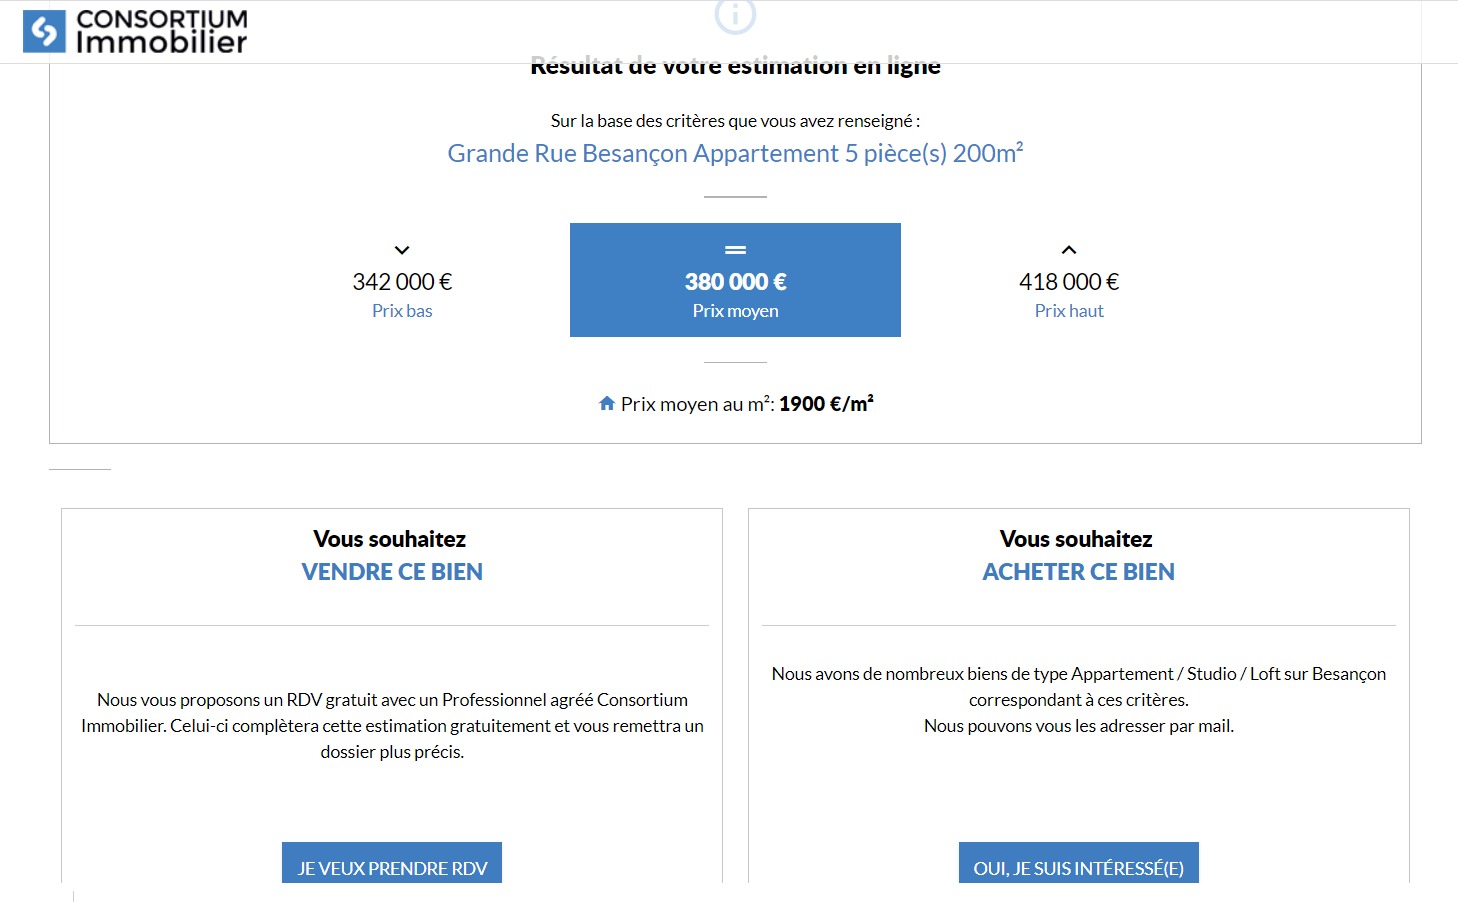 CONSORTIUM
Immobilier
Résultat de votre estimation en ligne
Sur la base des critères que vous avez renseigné :
Grande Rue Besançon Appartement 5 pièce(s) 200m²
342 000 €
Prix bas
380 000 €
Prix moyen
418 000 €
Prix haut
Prix moyen au m²: 1900 €/m²
Vous souhaitez
VENDRE CE BIEN
Nous vous proposons un RDV gratuit avec un Professionnel agréé Consortium
Immobilier. Celui-ci complètera cette estimation gratuitement et vous remettra un
dossier plus précis.
JE VEUX PRENDRE RDV
Vous souhaitez
ACHETER CE BIEN
Nous avons de nombreux biens de type Appartement / Studio / Loft sur Besançon
correspondant à ces critères.
Nous pouvons vous les adresser par mail.
OUI, JE SUIS INTÉRESSÉ(E)